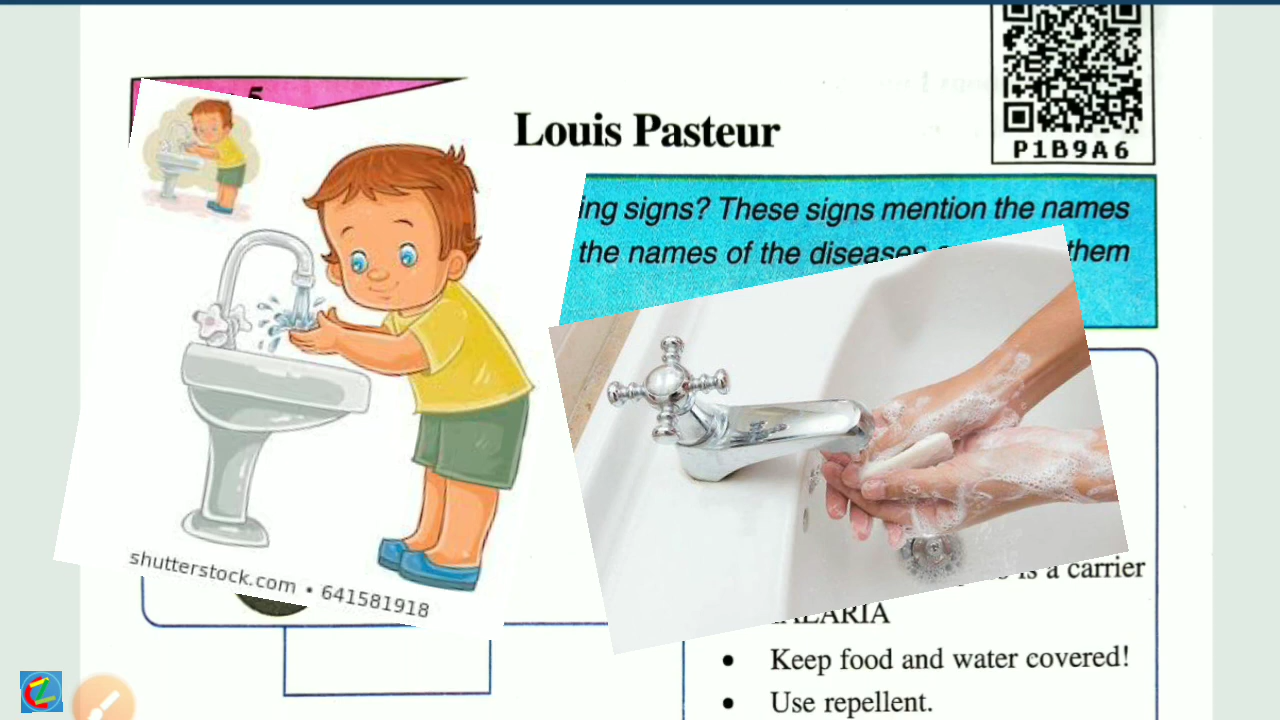 5
Louis Pasteur
P1B9A6
ing signs? These signs mention the names
the names of the diseases them
is a carrier
Keep food and water covered!
Use repellent.
shutterstock.com • 641581918